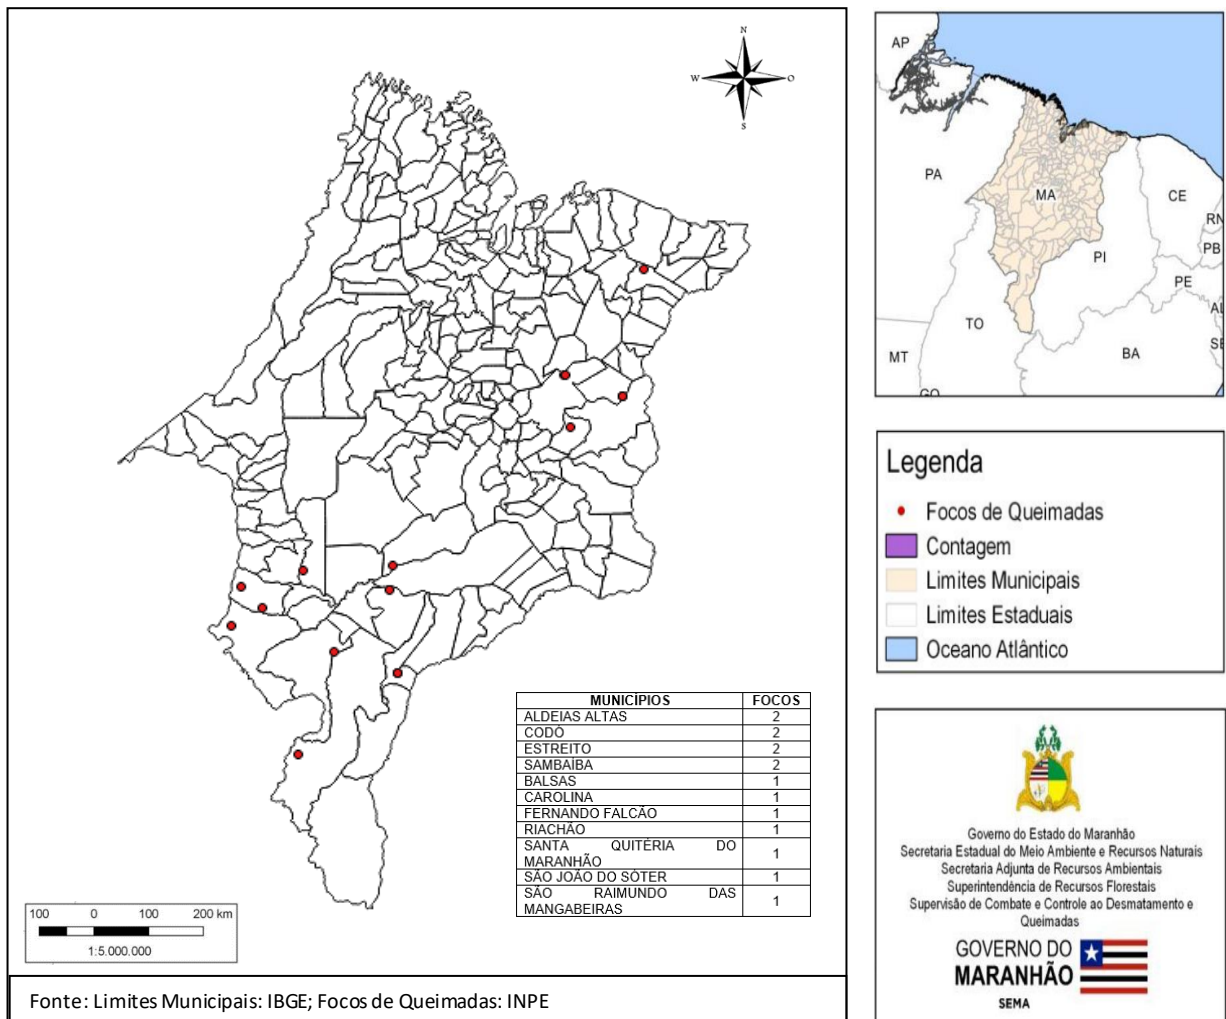 N
W
O
S
MUNICÍPIOS FOCOS
ALDEIAS ALTAS 2
CODÓ 2
ESTREITO 2
SAMBAÍBA 2
BALSAS 1
CAROLINA 1
FERNANDO FALCÃO 1
RIACHÃO 1
SANTA QUITÉRIA DO
MARANHÃO 1
SÃO JOÃO DO SÓTER 1
SÃO RAIMUNDO DAS
MANGABEIRAS 1
100 0 100 200 km
1:5.000.000
Fonte: Limites Municipais: IBGE; Focos de Queimadas: INPE
AP
PA
MA
CE
RN
PB
PI
PE
AL
TO
SE
BA
MT
GO
Legenda
Focos de Queimadas
Contagem
Limites Municipais
Limites Estaduais
Oceano Atlântico
Governo do Estado do Maranhão
Secretaria Estadual do Meio Ambiente e Recursos Naturais
Secretaria Adjunta de Recursos Ambientais
Superintendência de Recursos Florestais
Supervisão de Combate e Controle ao Desmatamento e
Queimadas
GOVERNO DO
MARANHÃO
SEMA